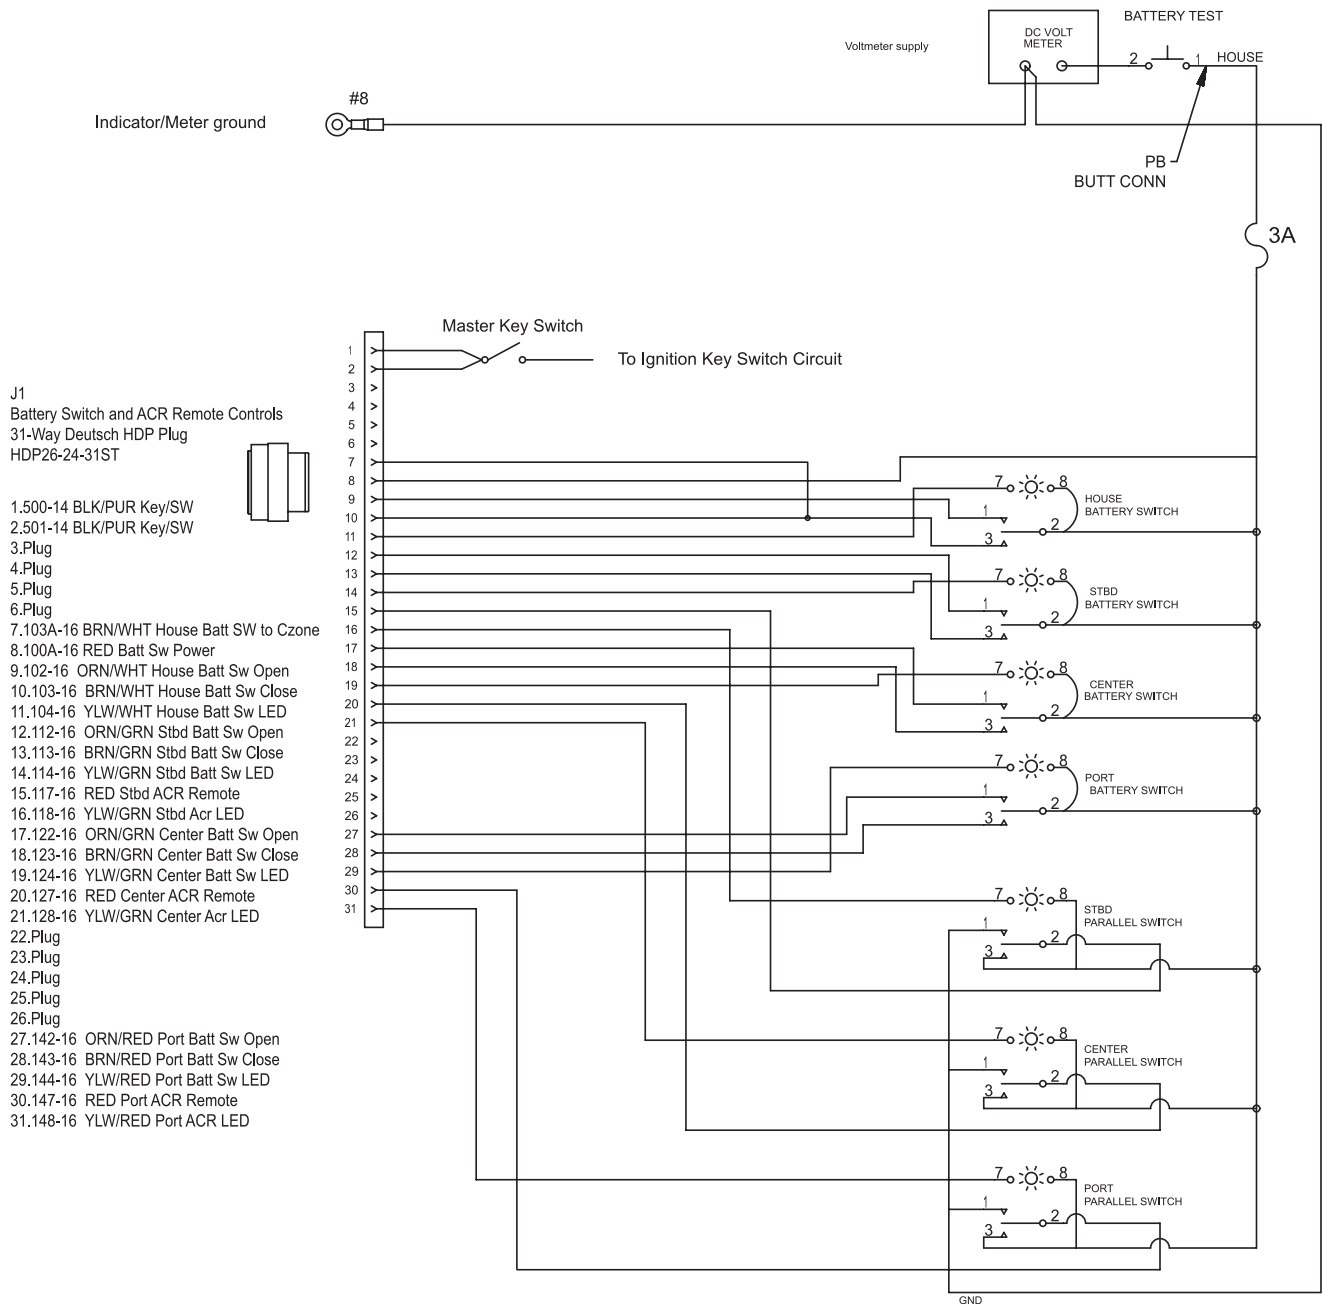 BATTERY TEST
DC VOLT
METER
Voltmeter supply
2
1
HOUSE
#8
Indicator/Meter ground
PB
BUTT CONN
3A
Master Key Switch
To Ignition Key Switch Circuit
J1
Battery Switch and ACR Remote Controls
31-Way Deutsch HDP Plug
HDP26-24-31ST
1.500-14 BLK/PUR Key/SW
2.501-14 BLK/PUR Key/SW
3.Plug
4.Plug
5.Plug
6.Plug
7.103A-16 BRN/WHT House Batt SW to Czone
8.100A-16 RED Batt Sw Power
9.102-16 ORN/WHT House Batt Sw Open
10.103-16 BRN/WHT House Batt Sw Close
11.104-16 YLW/WHT House Batt Sw LED
12.112-16 ORN/GRN Stbd Batt Sw Open
13.113-16 BRN/GRN Stbd Batt Sw Close
14.114-16 YLW/GRN Stbd Batt Sw LED
15.117-16 RED Stbd ACR Remote
16.118-16 YLW/GRN Stbd Acr LED
17.122-16 ORN/GRN Center Batt Sw Open
18.123-16 BRN/GRN Center Batt Sw Close
19.124-16 YLW/GRN Center Batt Sw LED
20.127-16 RED Center ACR Remote
21.128-16 YLW/GRN Center Acr LED
22.Plug
23.Plug
24.Plug
25.Plug
26.Plug
27.142-16 ORN/RED Port Batt Sw Open
28.143-16 BRN/RED Port Batt Sw Close
29.144-16 YLW/RED Port Batt Sw LED
30.147-16 RED Port ACR Remote
31.148-16 YLW/RED Port ACR LED
1
2
3
4
5
6
7
8
9
10
11
12
13
14
15
16
17
18
19
20
21
22
23
24
25
26
27
28
29
30
31
7 8
HOUSE
BATTERY SWITCH
1
2
3
7 8
STBD
BATTERY SWITCH
1
2
3
7 8
CENTER
BATTERY SWITCH
1
2
3
7 8
PORT
BATTERY SWITCH
1
2
3
7 8
STBD
PARALLEL SWITCH
1
2
3
7 8
CENTER
PARALLEL SWITCH
1
2
3
7 8
PORT
PARALLEL SWITCH
1
2
3
GND